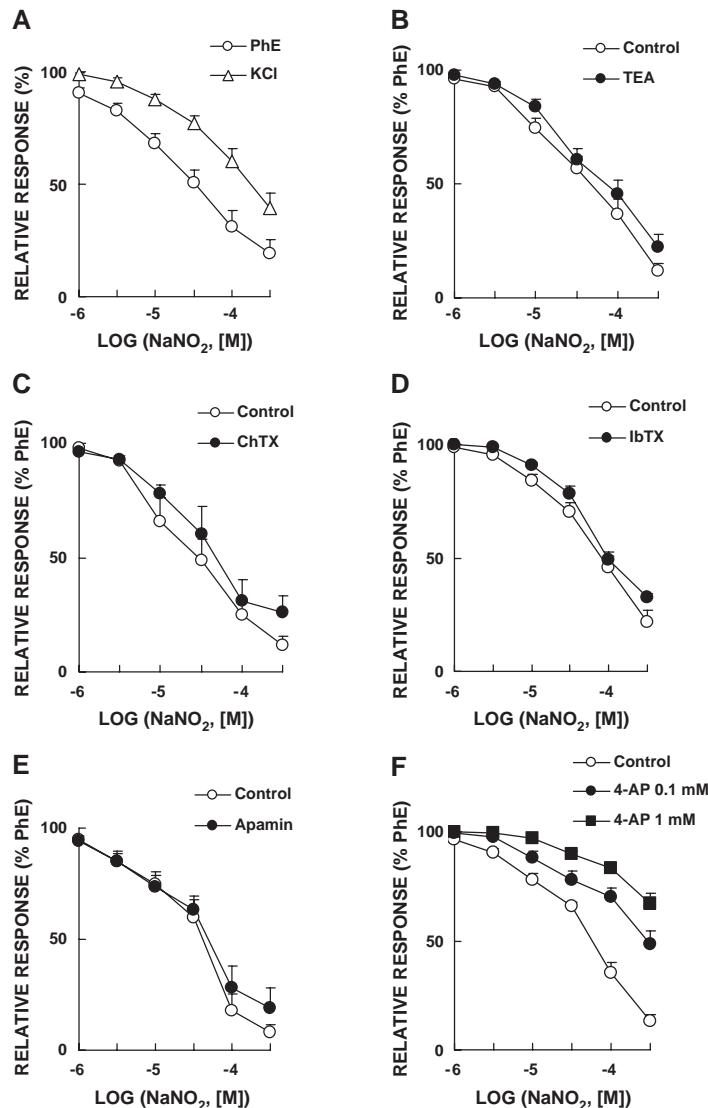 A
PhE
KCl
RELATIVE RESPONSE (%)
100
50
0
-6
-5
-4
LOG (NaNO₂, [M])
B
Control
TEA
RELATIVE RESPONSE (% PhE)
100
50
0
-6
-5
-4
LOG (NaNO₂, [M])
C
Control
ChTX
RELATIVE RESPONSE (% PhE)
100
50
0
-6
-5
-4
LOG (NaNO₂, [M])
D
Control
IbTX
RELATIVE RESPONSE (% PhE)
100
50
0
-6
-5
-4
LOG (NaNO₂, [M])
E
Control
Apamin
RELATIVE RESPONSE (% PhE)
100
50
0
-6
-5
-4
LOG (NaNO₂, [M])
F
Control
4-AP 0.1 mM
4-AP 1 mM
RELATIVE RESPONSE (% PhE)
100
50
0
-6
-5
-4
LOG (NaNO₂, [M])